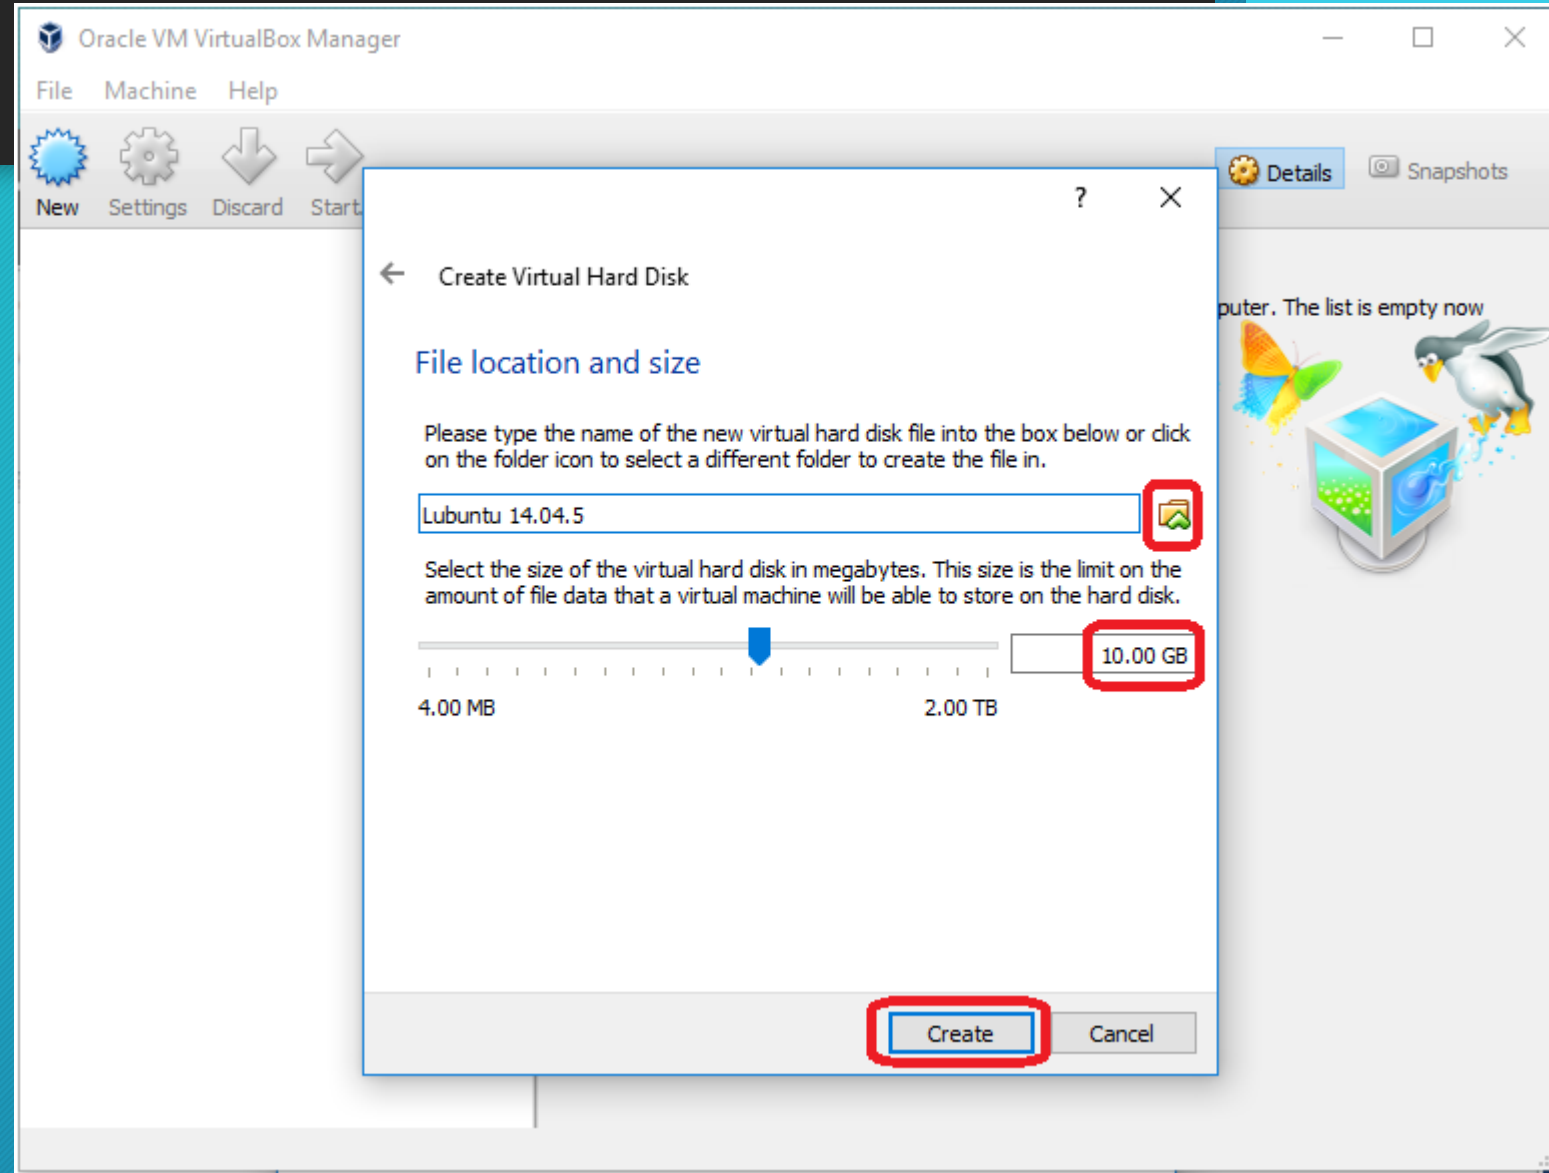 Oracle VM VirtualBox Manager
File Machine Help
New Settings Discard Start
Details Snapshots
?
Create Virtual Hard Disk
puter. The list is empty now
File location and size
Please type the name of the new virtual hard disk file into the box below or click
on the folder icon to select a different folder to create the file in.
Lubuntu 14.04.5
Select the size of the virtual hard disk in megabytes. This size is the limit on the
amount of file data that a virtual machine will be able to store on the hard disk.
10.00 GB
4.00 MB 2.00 TB
Create Cancel